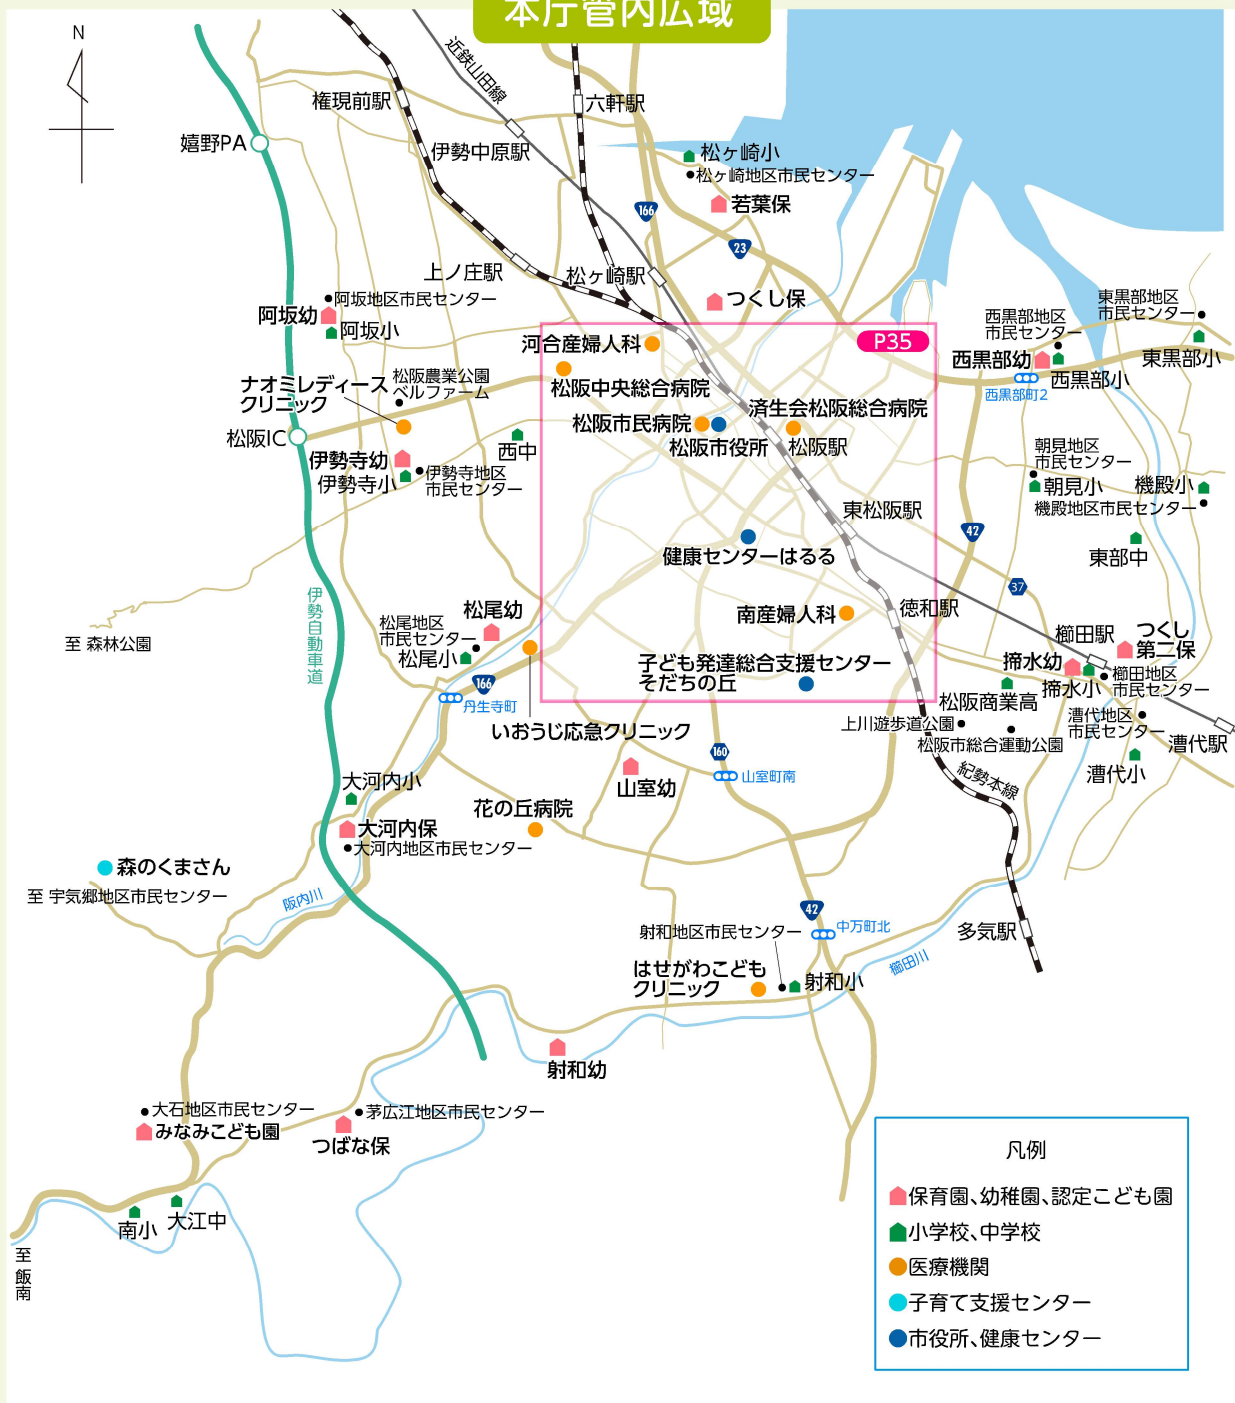 本庁管内広域
N
近鉄山田線
権現前駅
六軒駅
嬉野PA
伊勢中原駅
松ヶ崎小
松ヶ崎地区市民センター
若葉保
166
23
上ノ庄駅
松ヶ崎駅
つくし保
阿坂地区市民センター
阿坂幼
阿坂小
東黒部地区
市民センター
西黒部地区
市民センター
P35
河合産婦人科
西黒部幼
東黒部小
西黒部小
西黒部町2
ナオミレディース
クリニック
松阪農業公園
ベルファーム
松阪中央総合病院
済生会松阪総合病院
松阪市民病院
松阪市役所
松阪駅
松阪IC
西中
伊勢寺幼
伊勢寺小
伊勢寺地区
市民センター
朝見地区
市民センター
朝見小
機殿小
機殿地区市民センター
東松阪駅
42
東部中
健康センターはるる
37
伊勢自動車道
松尾幼
松尾地区
市民センター
松尾小
至 森林公園
南産婦人科
徳和駅
櫛田駅
つくし
第二保
子ども発達総合支援センター
そだちの丘
揥水幼
揥水小
櫛田地区
市民センター
166
丹生寺町
松阪商業高
いおうじ応急クリニック
上川遊歩道公園
松阪市総合運動公園
漕代地区
市民センター
漕代駅
漕代小
160
山室町南
山室幼
紀勢本線
大河内小
花の丘病院
大河内保
大河内地区市民センター
森のくまさん
至 宇気郷地区市民センター
阪内川
42
中万町北
射和地区市民センター
多気駅
櫛田川
はせがわこども
クリニック
射和小
射和幼
大石地区市民センター
みなみこども園
茅広江地区市民センター
つばな保
南小
大江中
至 飯南
凡例
保育園、幼稚園、認定こども園
小学校、中学校
医療機関
子育て支援センター
市役所、健康センター